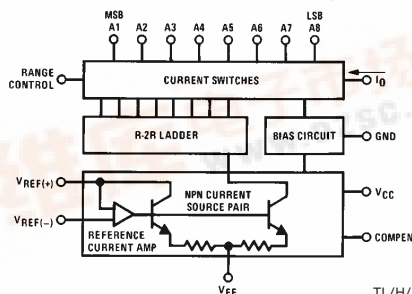 MSB LSB
A1 A2 A3 A4 A5 A6 A7 A8
RANGE
CONTROL
CURRENT SWITCHES
I0
R-2R LADDER
BIAS CIRCUIT
GND
VREF(+)
NPN CURRENT
SOURCE PAIR
VCC
VREF(−)
REFERENCE
CURRENT AMP
COMPEN
VEE
TL/H/